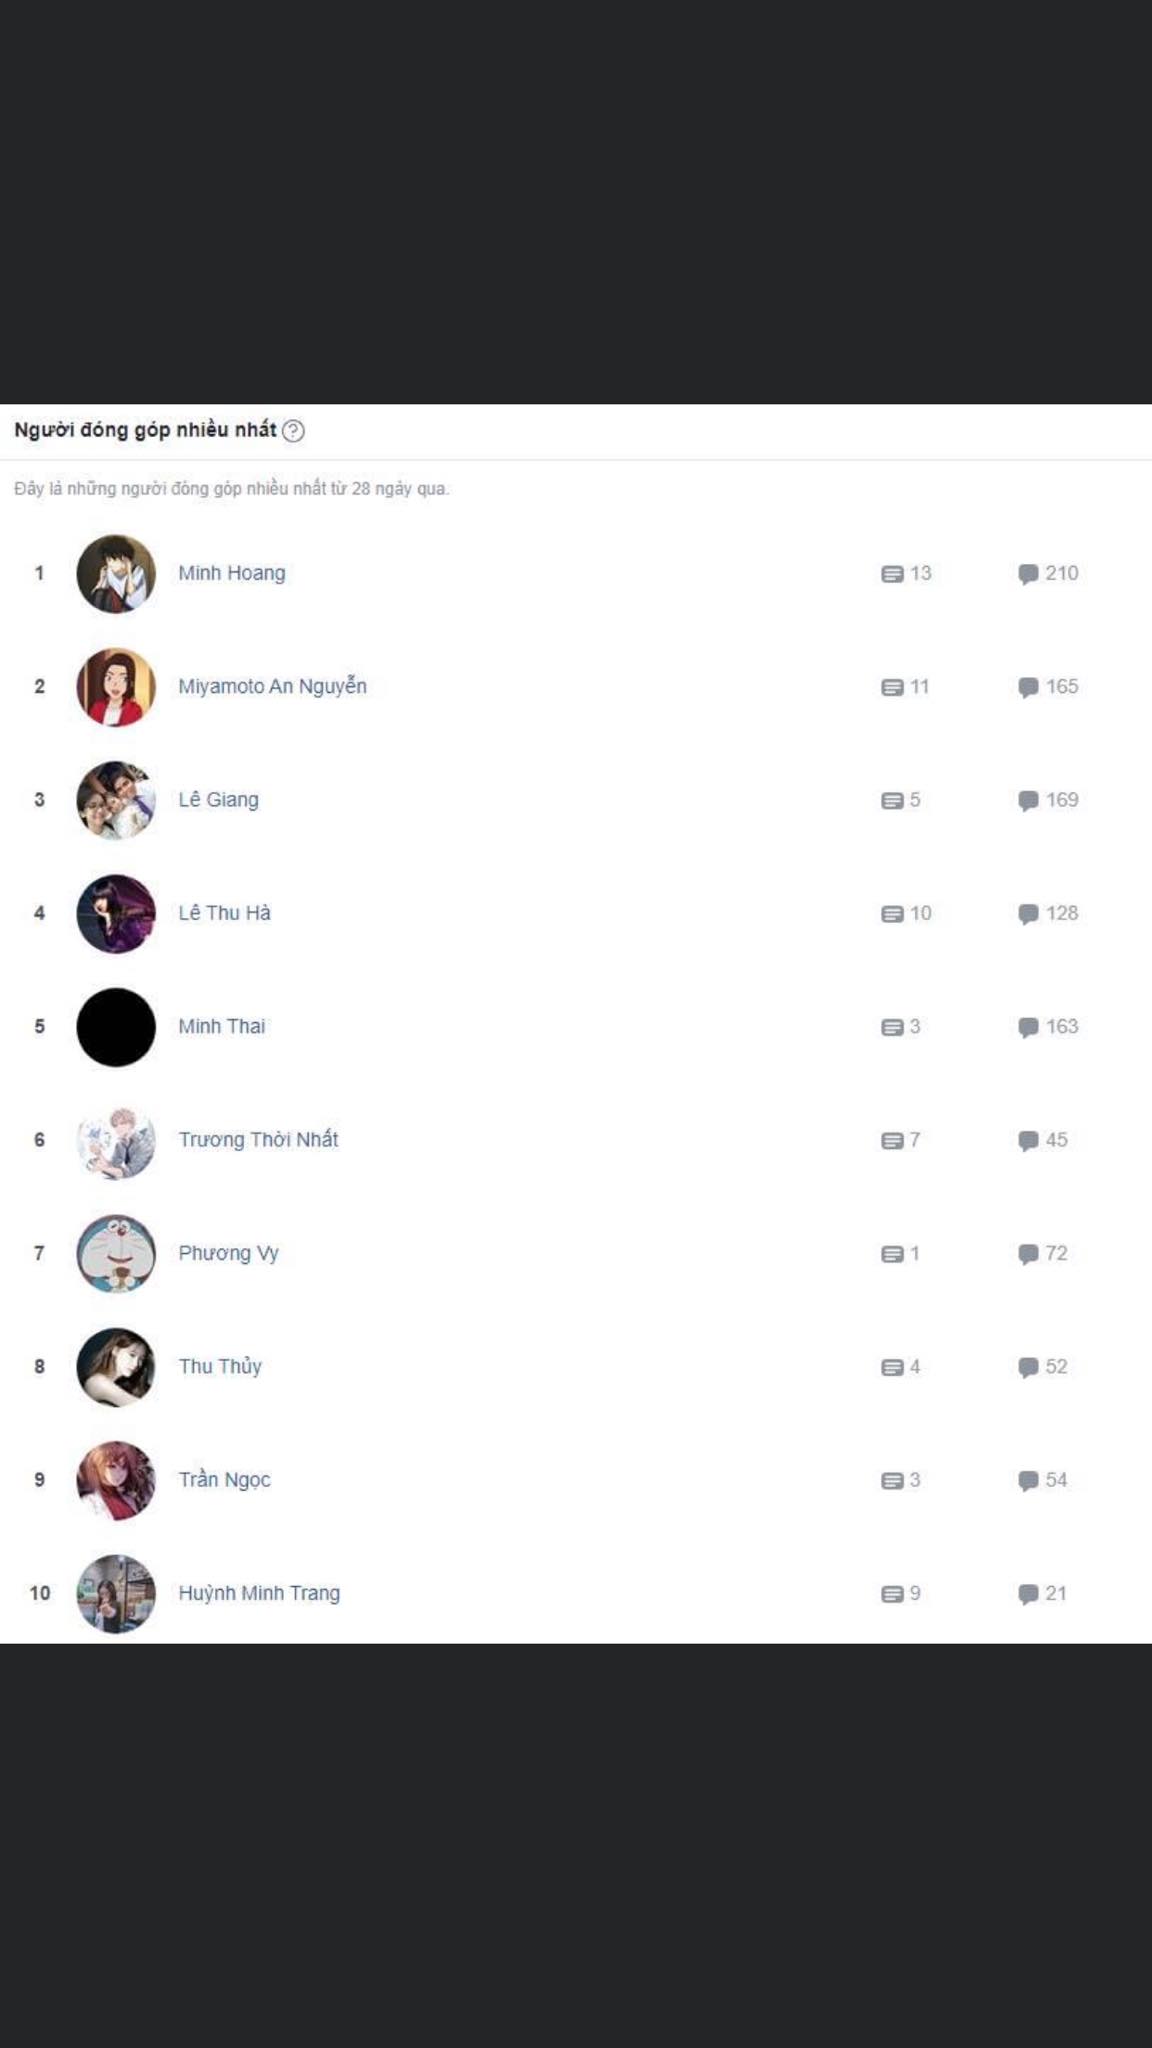 Người đóng góp nhiều nhất
Đây là những người đóng góp nhiều nhất từ 28 ngày qua.
1 Minh Hoang 13 210
2 Miyamoto An Nguyễn 11 165
3 Lê Giang 5 169
4 Lê Thu Hà 10 128
5 Minh Thai 3 163
6 Trương Thời Nhất 7 45
7 Phương Vy 1 72
8 Thu Thủy 4 52
9 Trần Ngọc 3 54
10 Huỳnh Minh Trang 9 21